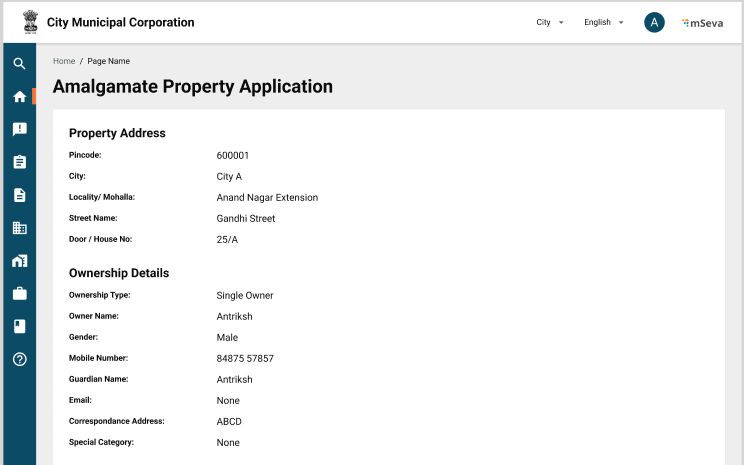 City Municipal Corporation
City
English
A
mSeva
Home / Page Name
Amalgamate Property Application
Property Address
Pincode: 600001
City: City A
Locality/ Mohalla: Anand Nagar Extension
Street Name: Gandhi Street
Door / House No: 25/A
Ownership Details
Ownership Type: Single Owner
Owner Name: Antriksh
Gender: Male
Mobile Number: 84875 57857
Guardian Name: Antriksh
Email: None
Correspondance Address: ABCD
Special Category: None